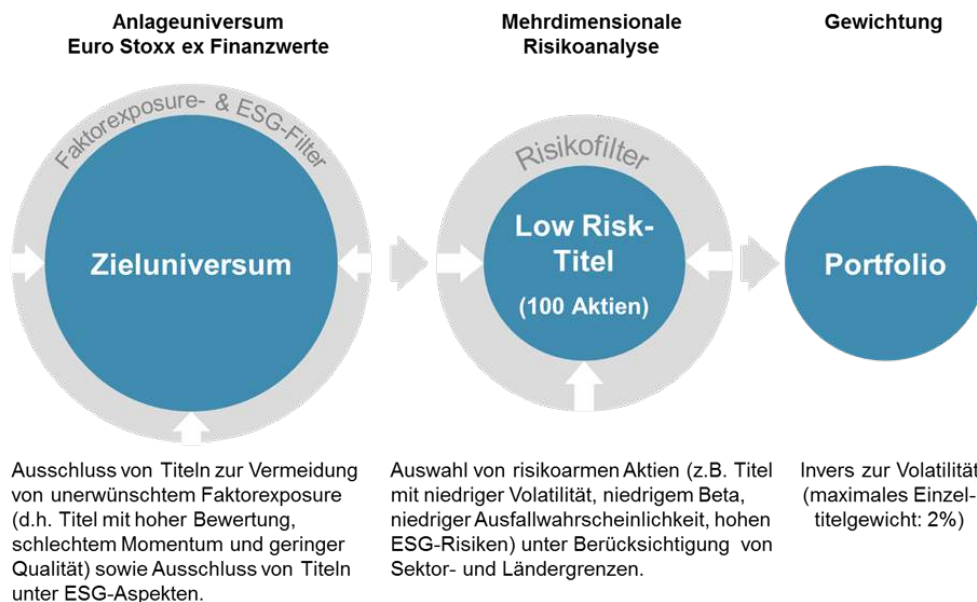 Anlageuniversum
Euro Stoxx ex Finanzwerte
Faktorexposure- & ESG-Filter
Zieluniversum
Ausschluss von Titeln zur Vermeidung
von unerwünschtem Faktorexposure
(d.h. Titel mit hoher Bewertung,
schlechtem Momentum und geringer
Qualität) sowie Ausschluss von Titeln
unter ESG-Aspekten.
Mehrdimensionale
Risikoanalyse
Risikofilter
Low Risk-
Titel
(100 Aktien)
Auswahl von risikoarmen Aktien (z.B. Titel
mit niedriger Volatilität, niedrigem Beta,
niedriger Ausfallwahrscheinlichkeit, hohen
ESG-Risiken) unter Berücksichtigung von
Sektor- und Ländergrenzen.
Gewichtung
Portfolio
Invers zur Volatilität
(maximales Einzel-
titelgewicht: 2%)